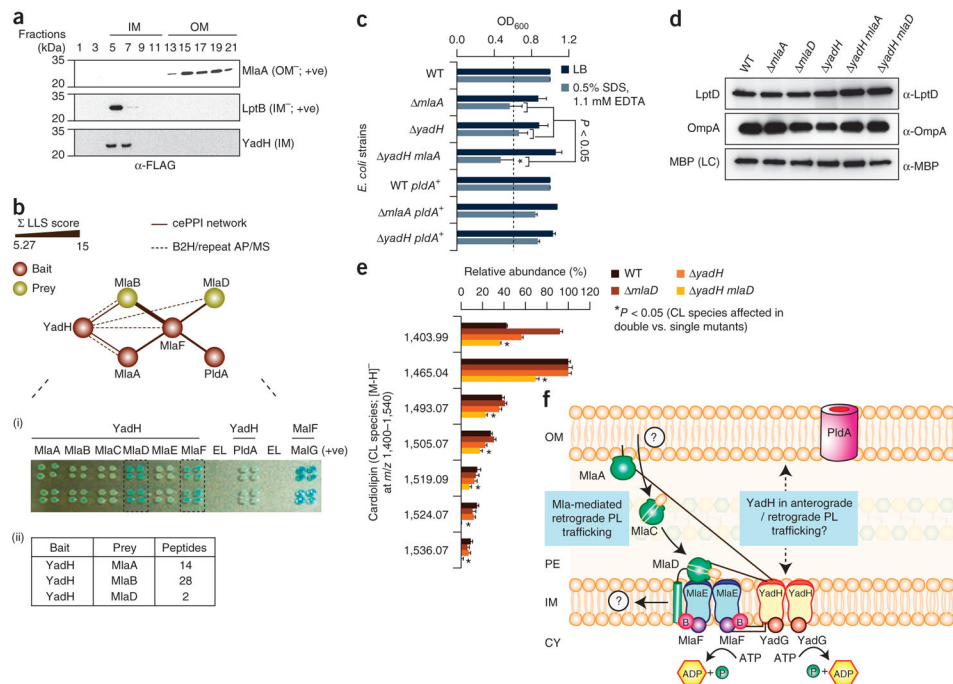 a
IM OM
Fractions
(kDa) 1 3 5 7 9 11 13 15 17 19 21
35
20
MlaA (OM⁻; +ve)
35
20
LptB (IM⁻; +ve)
35
20
YadH (IM)
α-FLAG
b
Σ LLS score
5.27 15
cePPI network
B2H/repeat AP/MS
Bait
Prey
MlaB
MlaD
YadH
MlaF
MlaA
PldA
(i)
YadH YadH MalF
MlaA MlaB MlaC MlaD MlaE MlaF EL PldA EL MalG (+ve)
(ii)
Bait Prey Peptides
YadH MlaA 14
YadH MlaB 28
YadH MlaD 2
c
OD₆₀₀
0 0.4 0.8 1.2
E. coli strains
WT
ΔmlaA
ΔyadH
ΔyadH mlaA
WT pldA⁺
ΔmlaA pldA⁺
ΔyadH pldA⁺
LB
0.5% SDS,
1.1 mM EDTA
P < 0.05
*
d
WT
ΔmlaA
ΔmlaD
ΔyadH
ΔyadH mlaA
ΔyadH mlaD
LptD α-LptD
OmpA α-OmpA
MBP (LC) α-MBP
e
Relative abundance (%)
0 20 40 60 80 100 120
Cardiolipin (CL species; [M-H]⁻
at m/z 1,400–1,540)
1,403.99
*
1,465.04
*
1,493.07
*
1,505.07
*
1,519.09
*
1,524.07
*
1,536.07
*
WT ΔyadH
ΔmlaD ΔyadH mlaD
*P < 0.05 (CL species affected in
double vs. single mutants)
f
OM
PldA
?
MlaA
Mla-mediated
retrograde PL
trafficking
YadH in anterograde
/ retrograde PL
trafficking?
MlaC
PE
MlaD
IM
?
MlaE MlaE
YadH YadH
B B
CY
MlaF MlaF YadG YadG
ATP ATP
ADP + P
P + ADP